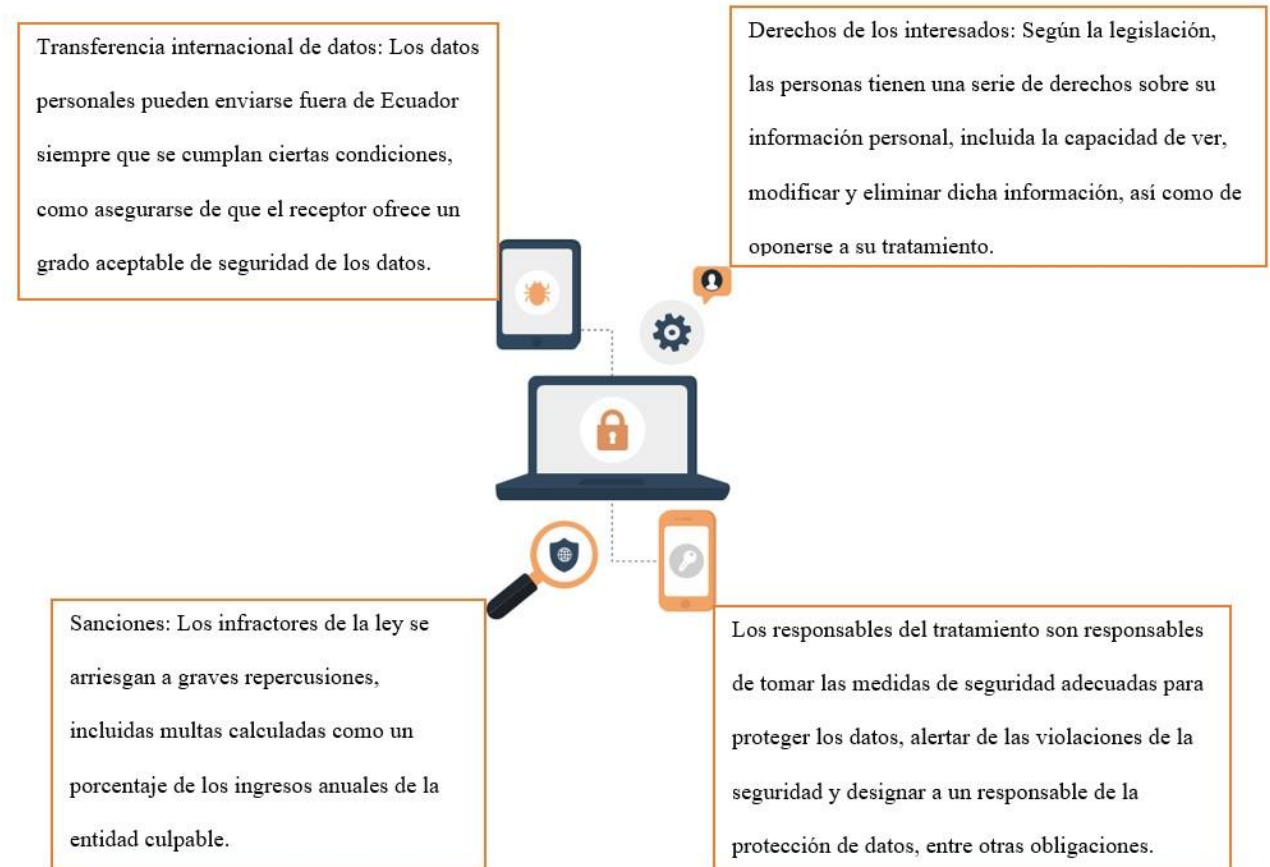 Transferencia internacional de datos: Los datos
personales pueden enviarse fuera de Ecuador
siempre que se cumplan ciertas condiciones,
como asegurarse de que el receptor ofrece un
grado aceptable de seguridad de los datos.
Derechos de los interesados: Según la legislación,
las personas tienen una serie de derechos sobre su
información personal, incluida la capacidad de ver,
modificar y eliminar dicha información, así como de
oponerse a su tratamiento.
Sanciones: Los infractores de la ley se
arriesgan a graves repercusiones,
incluidas multas calculadas como un
porcentaje de los ingresos anuales de la
entidad culpable.
Los responsables del tratamiento son responsables
de tomar las medidas de seguridad adecuadas para
proteger los datos, alertar de las violaciones de la
seguridad y designar a un responsable de la
protección de datos, entre otras obligaciones.